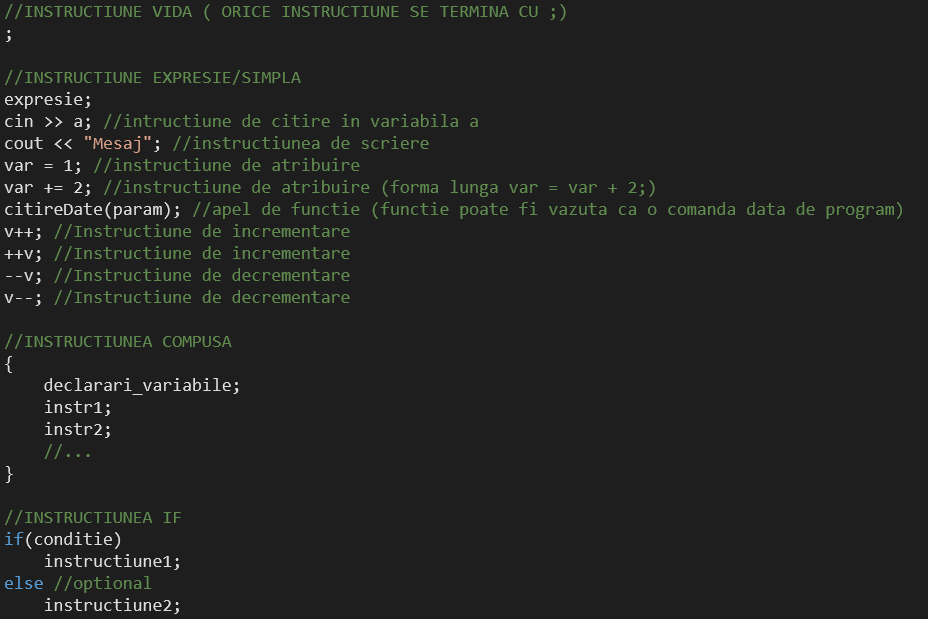 //INSTRUCTIUNE VIDA ( ORICE INSTRUCTIUNE SE TERMINA CU ;)
;

//INSTRUCTIUNE EXPRESIE/SIMPLA
expresie;
cin >> a; //intructiune de citire in variabila a
cout << "Mesaj"; //instructiunea de scriere
var = 1; //instructiune de atribuire
var += 2; //instructiune de atribuire (forma lunga var = var + 2;)
citireDate(param); //apel de functie (functie poate fi vazuta ca o comanda data de program)
v++; //Instructiune de incrementare
++v; //Instructiune de incrementare
--v; //Instructiune de decrementare
v--; //Instructiune de decrementare

//INSTRUCTIUNEA COMPUSA
{
    declarari_variabile;
    instr1;
    instr2;
    //...
}

//INSTRUCTIUNEA IF
if(conditie)
    instructiune1;
else //optional
    instructiune2;